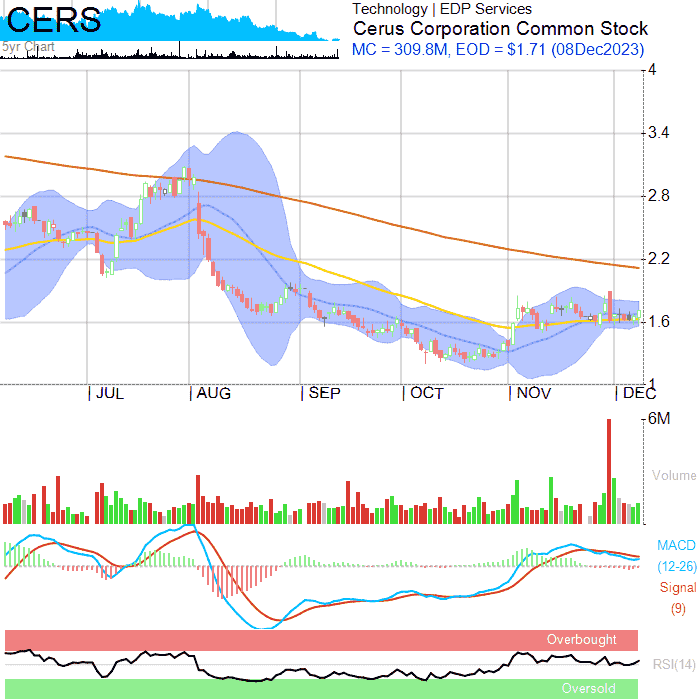 CERS
5yr Chart
Technology | EDP Services
Cerus Corporation Common Stock
MC = 309.8M, EOD = $1.71 (08Dec2023)
4
3.4
2.8
2.2
1.6
1
JUL AUG SEP OCT NOV DEC
6M
Volume
MACD
(12-26)
Signal
(9)
Overbought
RSI(14)
Oversold